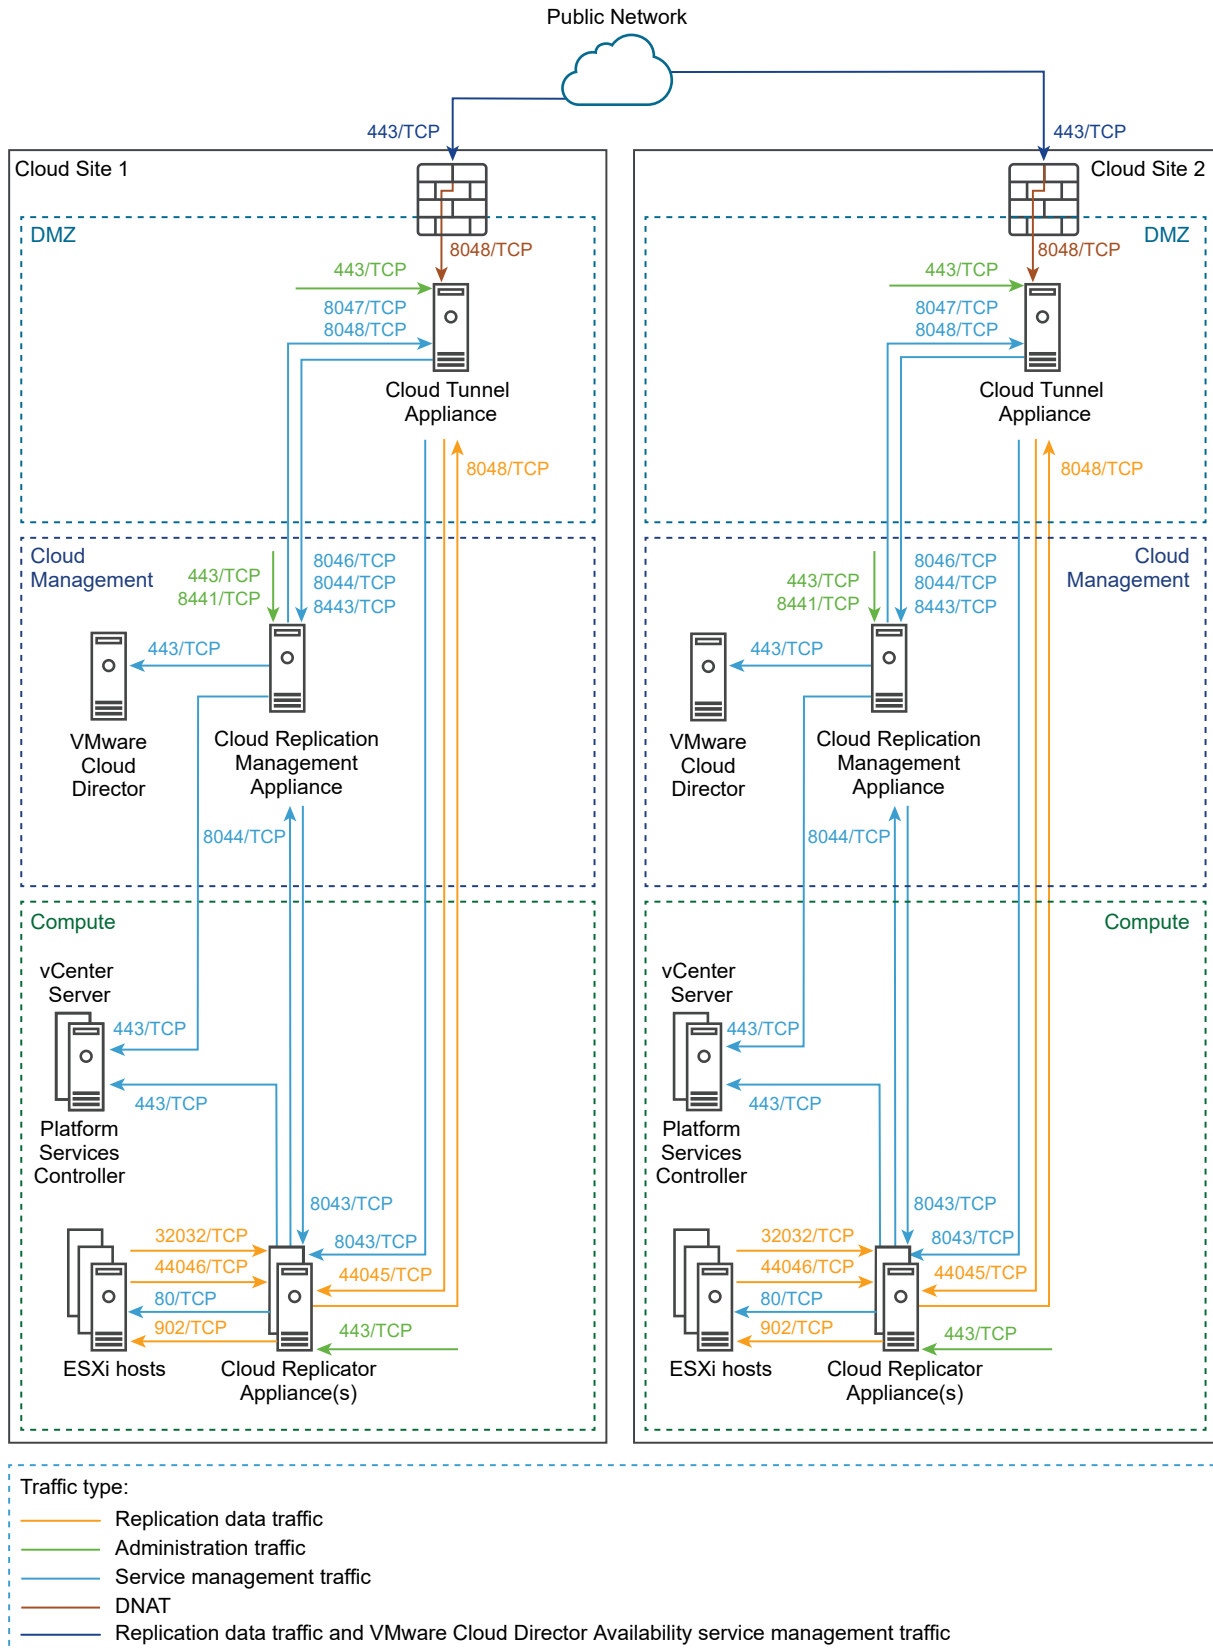 Public Network
443/TCP
443/TCP
Cloud Site 1
DMZ
8048/TCP
443/TCP
8047/TCP
8048/TCP
Cloud Tunnel
Appliance
8048/TCP
Cloud
Management
443/TCP
8441/TCP
8046/TCP
8044/TCP
8443/TCP
443/TCP
VMware
Cloud
Director
Cloud Replication
Management
Appliance
8044/TCP
Compute
vCenter
Server
443/TCP
443/TCP
Platform
Services
Controller
8043/TCP
8043/TCP
32032/TCP
44046/TCP
44045/TCP
80/TCP
902/TCP
443/TCP
ESXi hosts
Cloud Replicator
Appliance(s)
Cloud Site 2
DMZ
8048/TCP
443/TCP
8047/TCP
8048/TCP
Cloud Tunnel
Appliance
8048/TCP
Cloud
Management
443/TCP
8441/TCP
8046/TCP
8044/TCP
8443/TCP
443/TCP
VMware
Cloud
Director
Cloud Replication
Management
Appliance
8044/TCP
Compute
vCenter
Server
443/TCP
443/TCP
Platform
Services
Controller
8043/TCP
8043/TCP
32032/TCP
44046/TCP
44045/TCP
80/TCP
902/TCP
443/TCP
ESXi hosts
Cloud Replicator
Appliance(s)
Traffic type:
Replication data traffic
Administration traffic
Service management traffic
DNAT
Replication data traffic and VMware Cloud Director Availability service management traffic